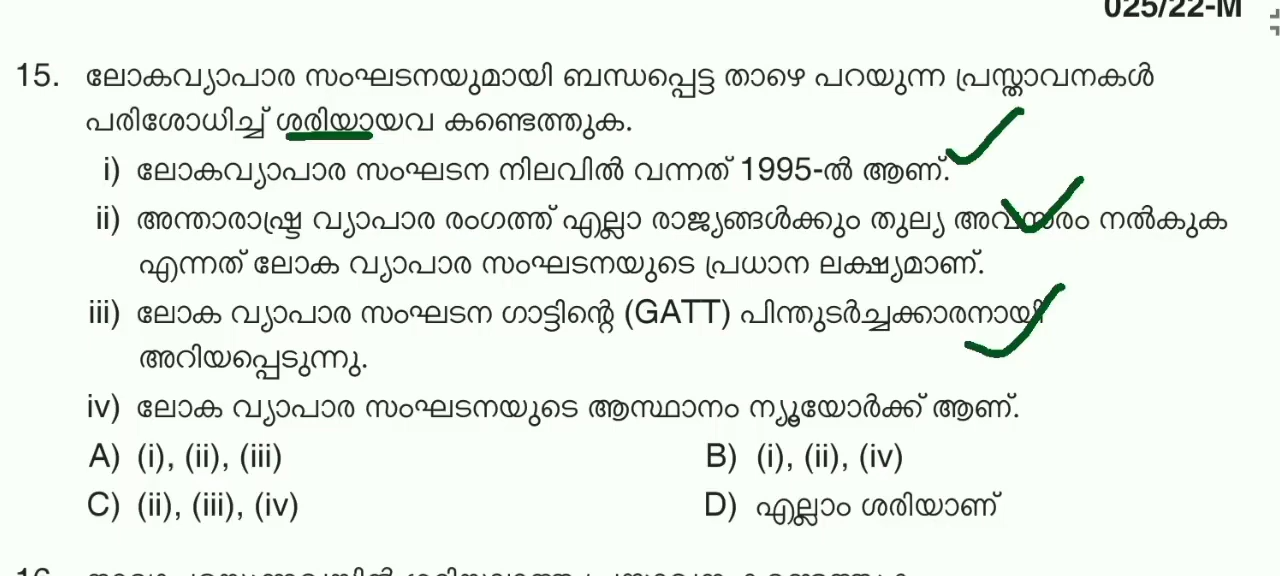 025/22-M
15. ലോകവ്യാപാര സംഘടനയുമായി ബന്ധപ്പെട്ട താഴെ പറയുന്ന പ്രസ്താവനകൾ
പരിശോധിച്ച് ശരിയായവ കണ്ടെത്തുക.
i) ലോകവ്യാപാര സംഘടന നിലവിൽ വന്നത് 1995-ൽ ആണ്.
ii) അന്താരാഷ്ട്ര വ്യാപാര രംഗത്ത് എല്ലാ രാജ്യങ്ങൾക്കും തുല്യ അവസരം നൽകുക
എന്നത് ലോക വ്യാപാര സംഘടനയുടെ പ്രധാന ലക്ഷ്യമാണ്.
iii) ലോക വ്യാപാര സംഘടന ഗാട്ടിന്റെ (GATT) പിന്തുടർച്ചക്കാരനായി
അറിയപ്പെടുന്നു.
iv) ലോക വ്യാപാര സംഘടനയുടെ ആസ്ഥാനം ന്യൂയോർക്ക് ആണ്.
A) (i), (ii), (iii) B) (i), (ii), (iv)
C) (ii), (iii), (iv) D) എല്ലാം ശരിയാണ്